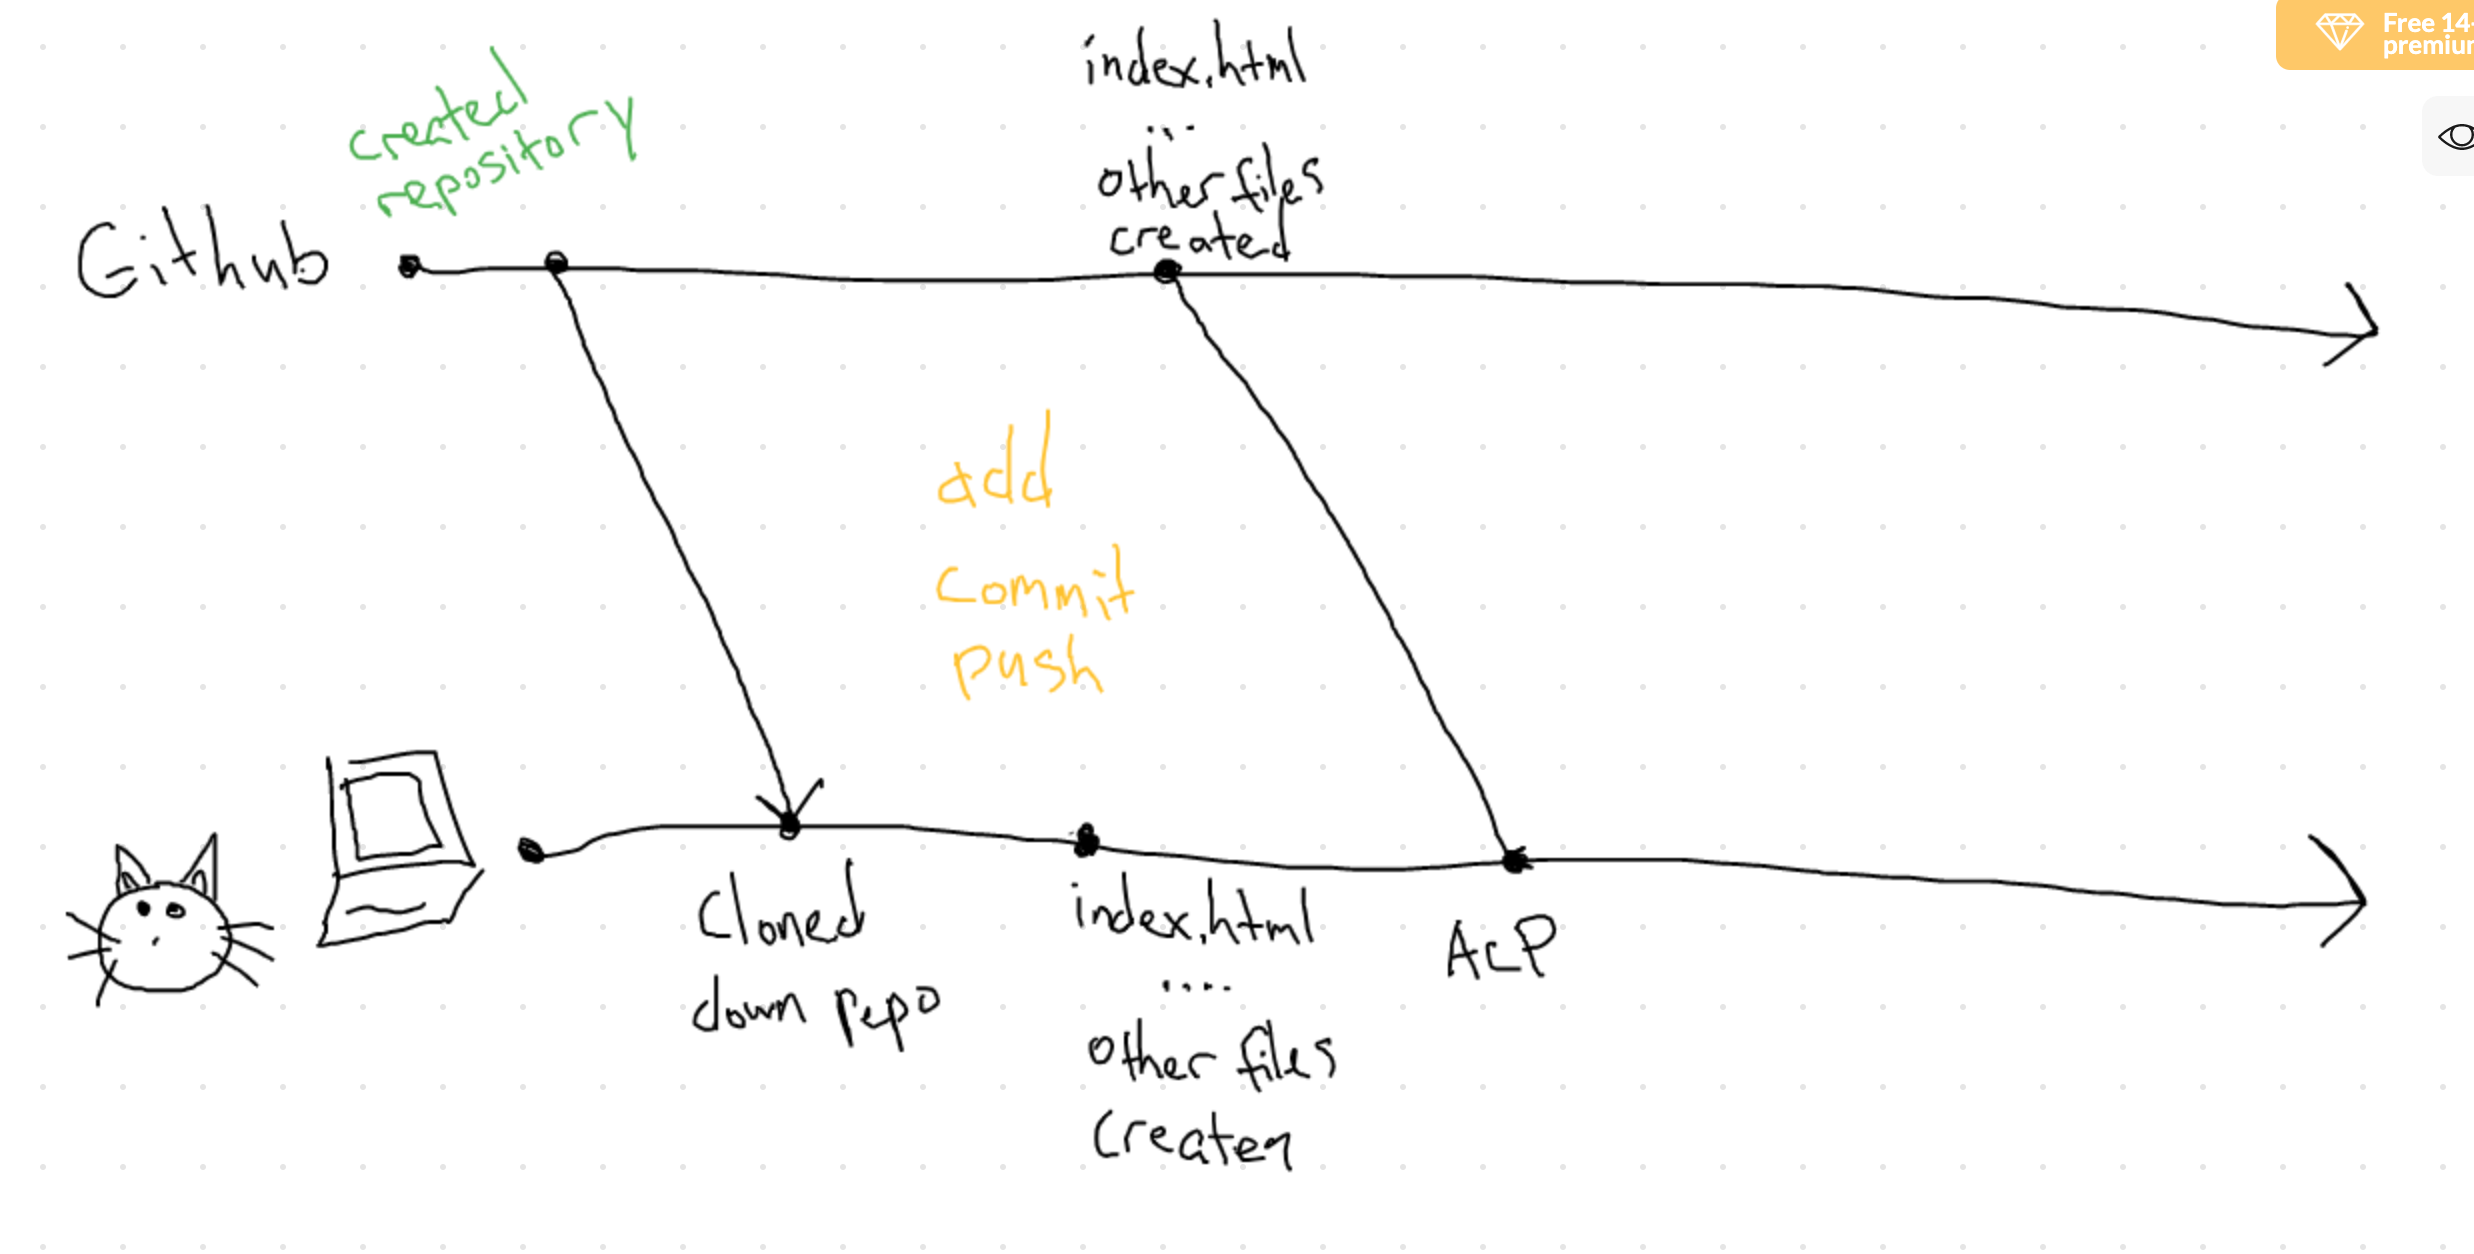 Free 14-
premium
index.html
...
other files
created
created
repository
Github
add
commit
push
Cloned
down repo
index.html
....
other files
created
ACP